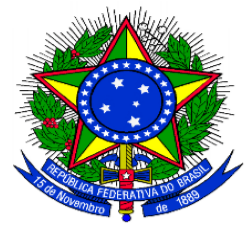 REPÚBLICA FEDERATIVA DO BRASIL
15 de Novembro de 1889